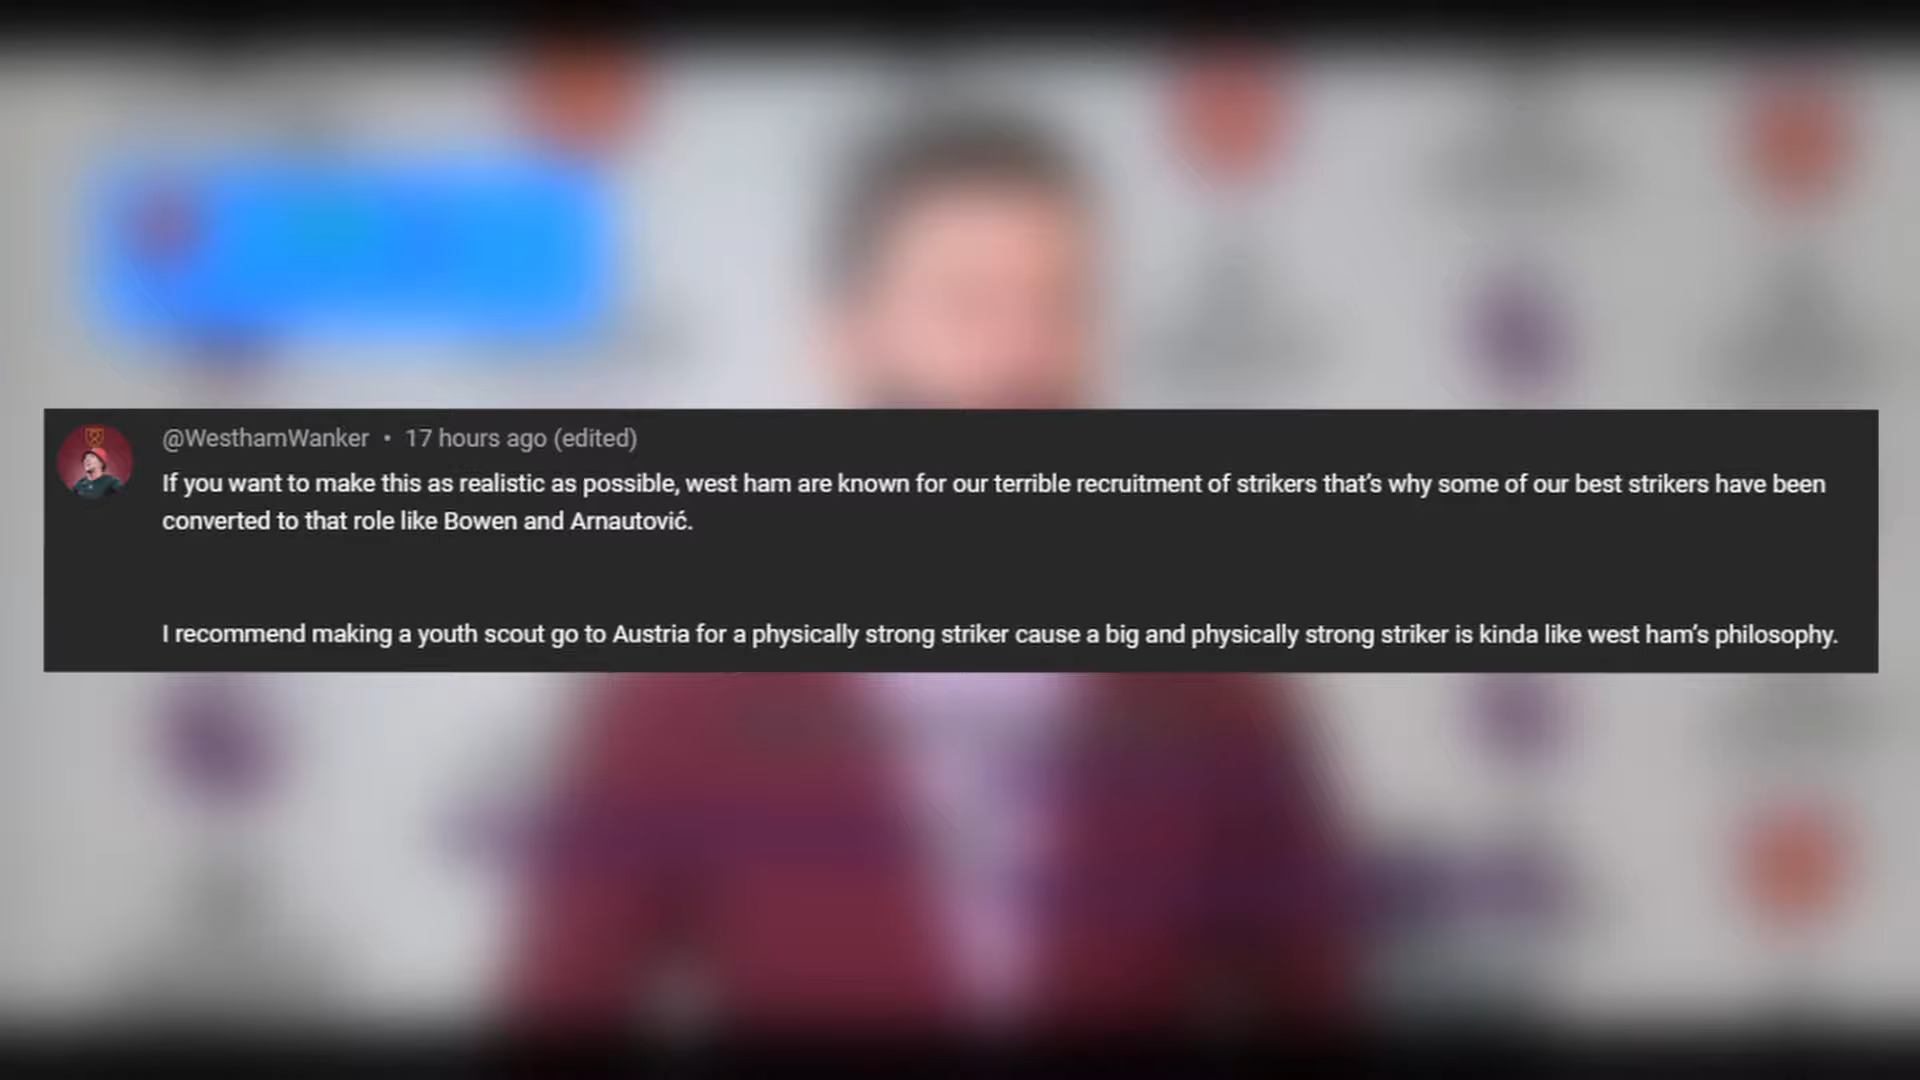 @WesthamWanker • 17 hours ago (edited)
If you want to make this as realistic as possible, west ham are known for our terrible recruitment of strikers that's why some of our best strikers have been
converted to that role like Bowen and Arnautović.
I recommend making a youth scout go to Austria for a physically strong striker cause a big and physically strong striker is kinda like west ham's philosophy.